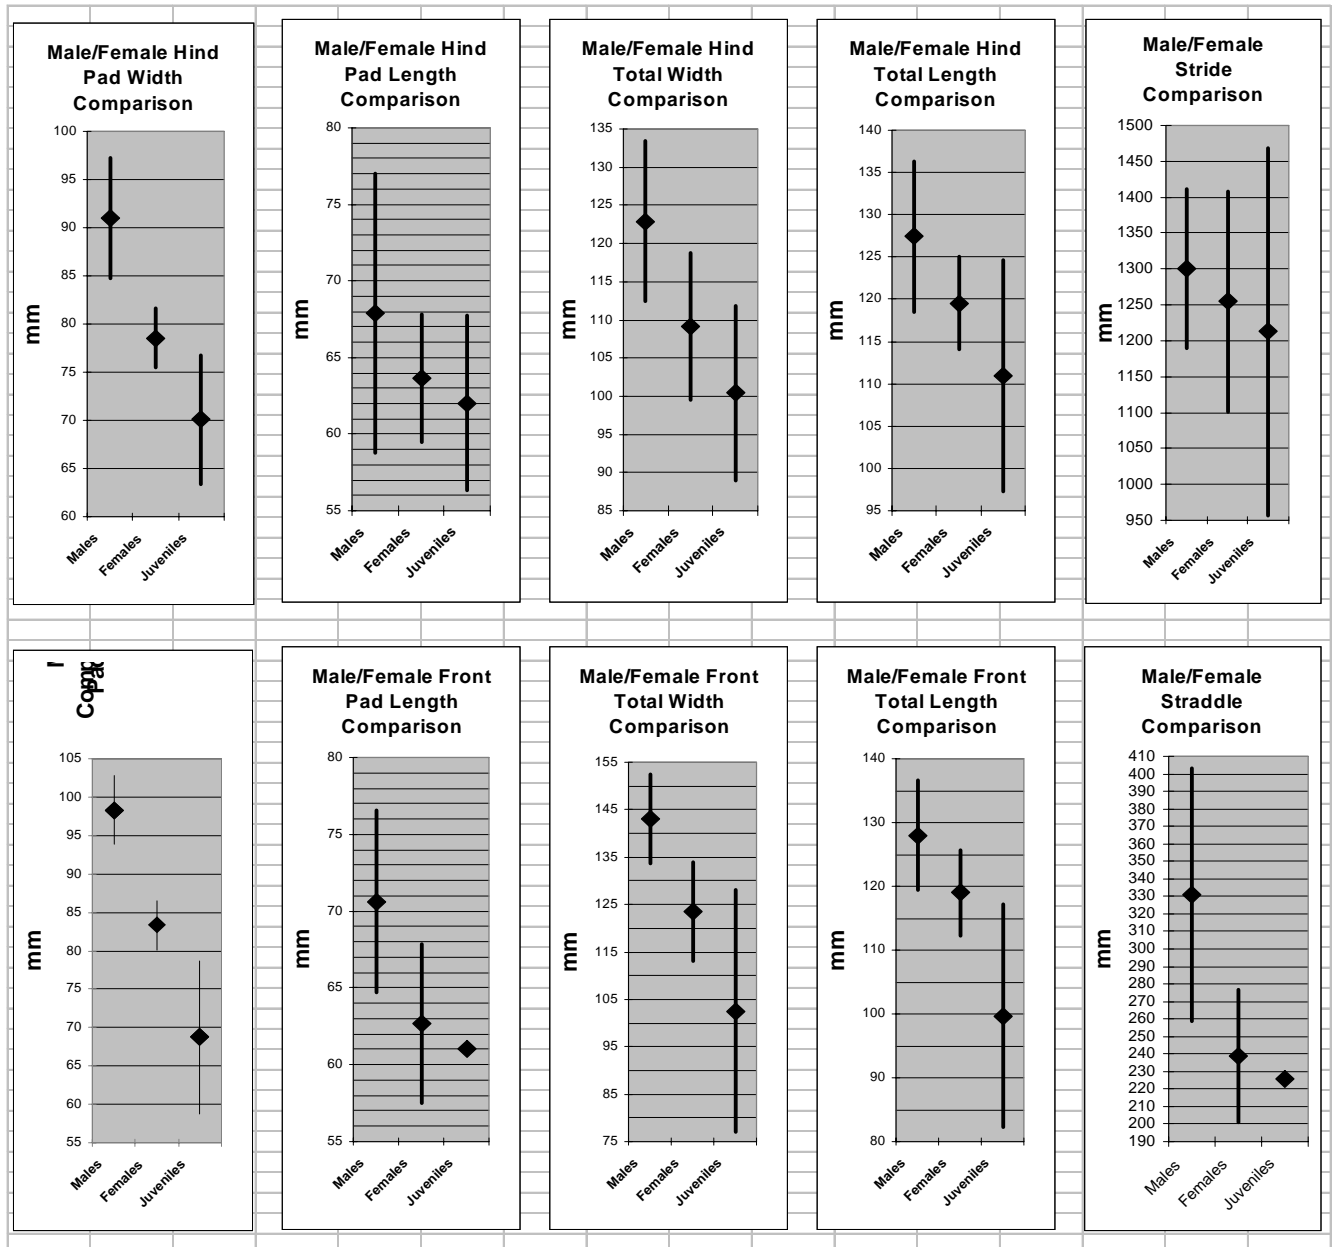 Male/Female Hind
Pad Width
Comparison
100
95
90
85
80
75
70
65
60
mm
Males
Females
Juveniles
Male/Female Hind
Pad Length
Comparison
80
75
70
65
60
55
mm
Males
Females
Juveniles
Male/Female Hind
Total Width
Comparison
135
130
125
120
115
110
105
100
95
90
85
mm
Males
Females
Juveniles
Male/Female Hind
Total Length
Comparison
140
135
130
125
120
115
110
105
100
95
mm
Males
Females
Juveniles
Male/Female
Stride
Comparison
1500
1450
1400
1350
1300
1250
1200
1150
1100
1050
1000
950
mm
Males
Females
Juveniles
105
100
95
90
85
80
75
70
65
60
55
mm
Males
Females
Juveniles
Male/Female Front
Pad Length
Comparison
80
75
70
65
60
55
mm
Males
Females
Juveniles
Male/Female Front
Total Width
Comparison
155
145
135
125
115
105
95
85
75
mm
Males
Females
Juveniles
Male/Female Front
Total Length
Comparison
140
130
120
110
100
90
80
mm
Males
Females
Juveniles
Male/Female
Straddle
Comparison
410
400
390
380
370
360
350
340
330
320
310
300
290
280
270
260
250
240
230
220
210
200
190
mm
Males
Females
Juveniles